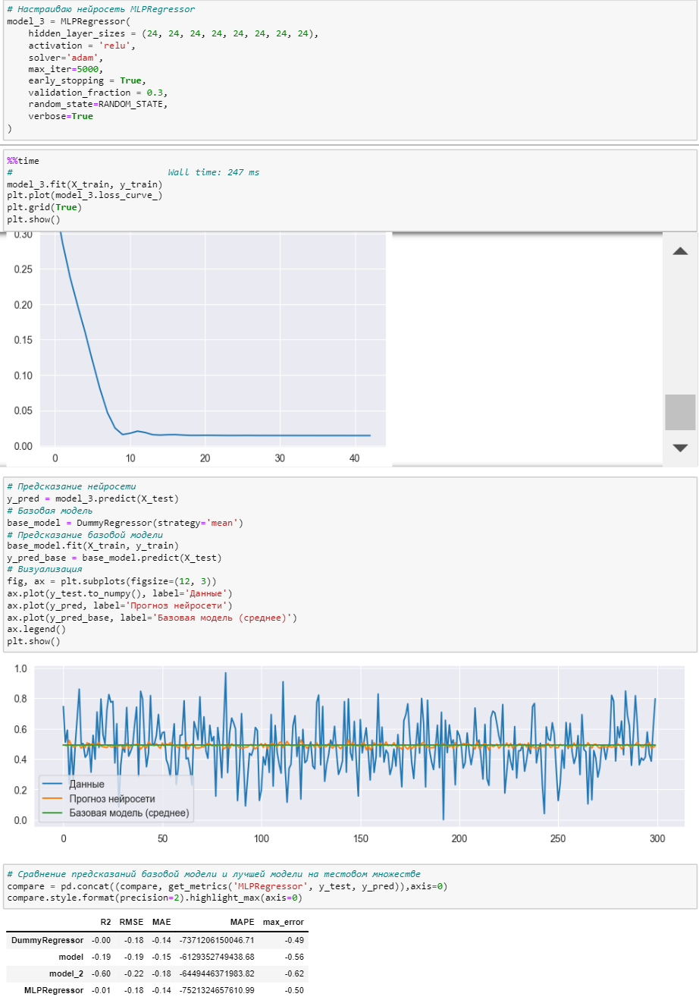 # Настраиваю нейросеть MLPRegressor
model_3 = MLPRegressor(
    hidden_layer_sizes = (24, 24, 24, 24, 24, 24, 24, 24),
    activation = 'relu',
    solver='adam',
    max_iter=5000,
    early_stopping = True,
    validation_fraction = 0.3,
    random_state=RANDOM_STATE,
    verbose=True
)
%%time
#                             Wall time: 247 ms
model_3.fit(X_train, y_train)
plt.plot(model_3.loss_curve_)
plt.grid(True)
plt.show()
0.30
0.25
0.20
0.15
0.10
0.05
0.00
0 10 20 30 40
# Предсказание нейросети
y_pred = model_3.predict(X_test)
# Базовая модель
base_model = DummyRegressor(strategy='mean')
# Предсказание базовой модели
base_model.fit(X_train, y_train)
y_pred_base = base_model.predict(X_test)
# Визуализация
fig, ax = plt.subplots(figsize=(12, 3))
ax.plot(y_test.to_numpy(), label='Данные')
ax.plot(y_pred, label='Прогноз нейросети')
ax.plot(y_pred_base, label='Базовая модель (среднее)')
ax.legend()
plt.show()
1.0
0.8
0.6
0.4
0.2
0.0
Данные
Прогноз нейросети
Базовая модель (среднее)
0 50 100 150 200 250 300
# Сравнение предсказаний базовой модели и лучшей модели на тестовом множестве
compare = pd.concat((compare, get_metrics('MLPRegressor', y_test, y_pred)),axis=0)
compare.style.format(precision=2).highlight_max(axis=0)
R2 RMSE MAE MAPE max_error
DummyRegressor -0.00 -0.18 -0.14 -7371206150046.71 -0.49
model -0.19 -0.19 -0.15 -6129352749438.68 -0.56
model_2 -0.60 -0.22 -0.18 -6449446371983.82 -0.62
MLPRegressor -0.01 -0.18 -0.14 -7521324657610.99 -0.50